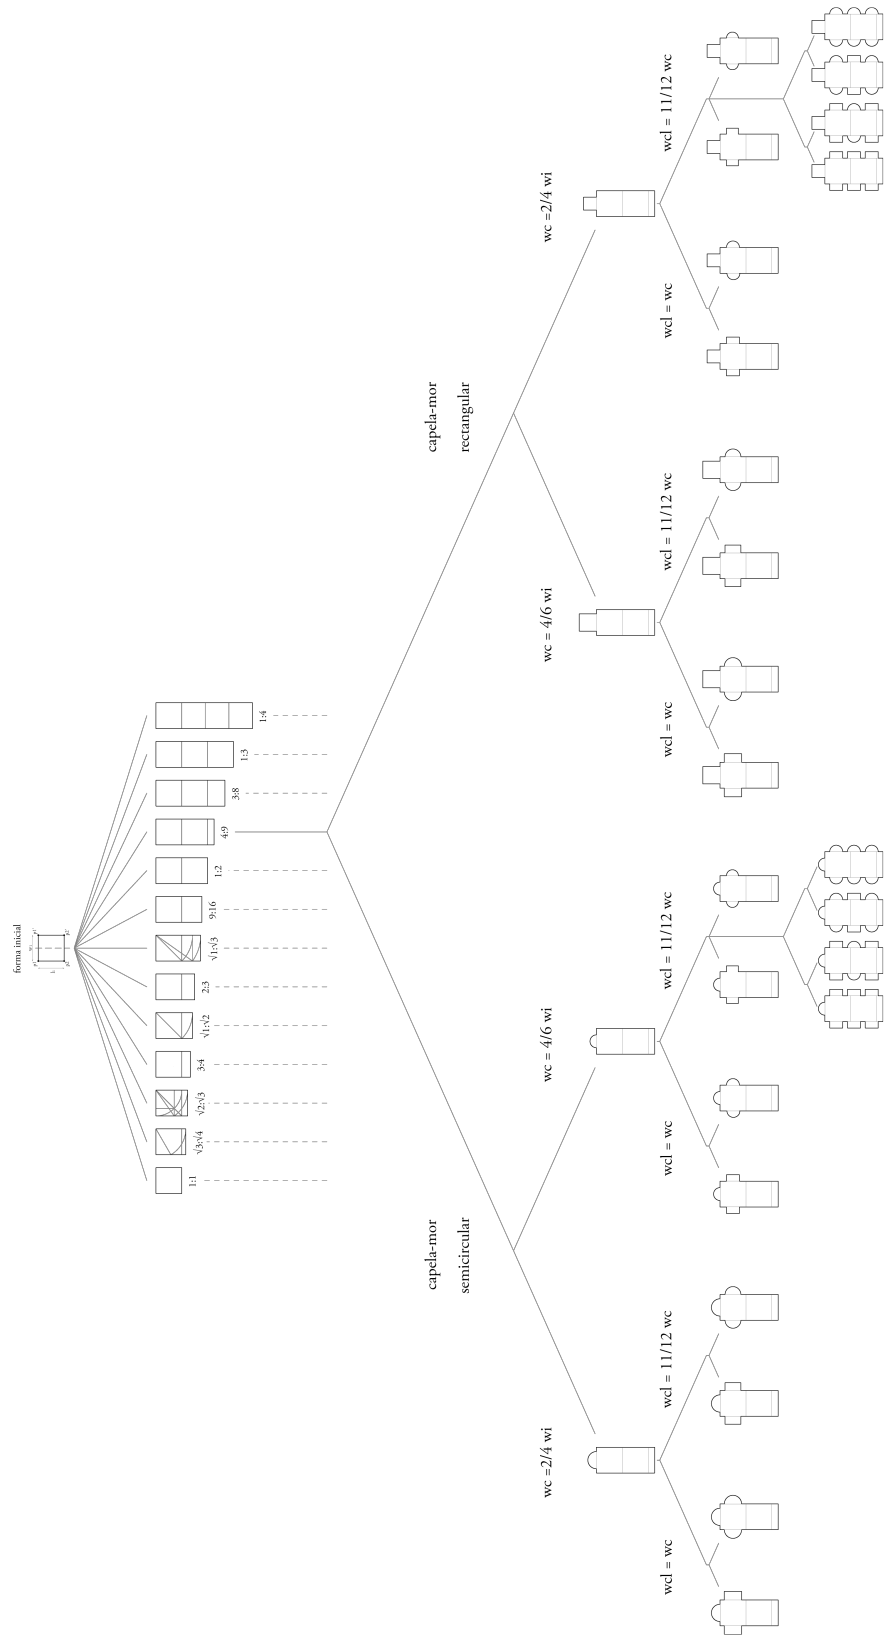 forma inicial
1:1
√3:√4
√2:√3
3:4
√1:√2
2:3
√1:√3
9:16
1:2
4:9
3:8
1:3
1:4
capela-mor
semicircular
capela-mor
rectangular
wc =2/4 wi
wc = 4/6 wi
wc = 4/6 wi
wc =2/4 wi
wcl = wc
wcl = 11/12 wc
wcl = wc
wcl = 11/12 wc
wcl = wc
wcl = 11/12 wc
wcl = wc
wcl = 11/12 wc